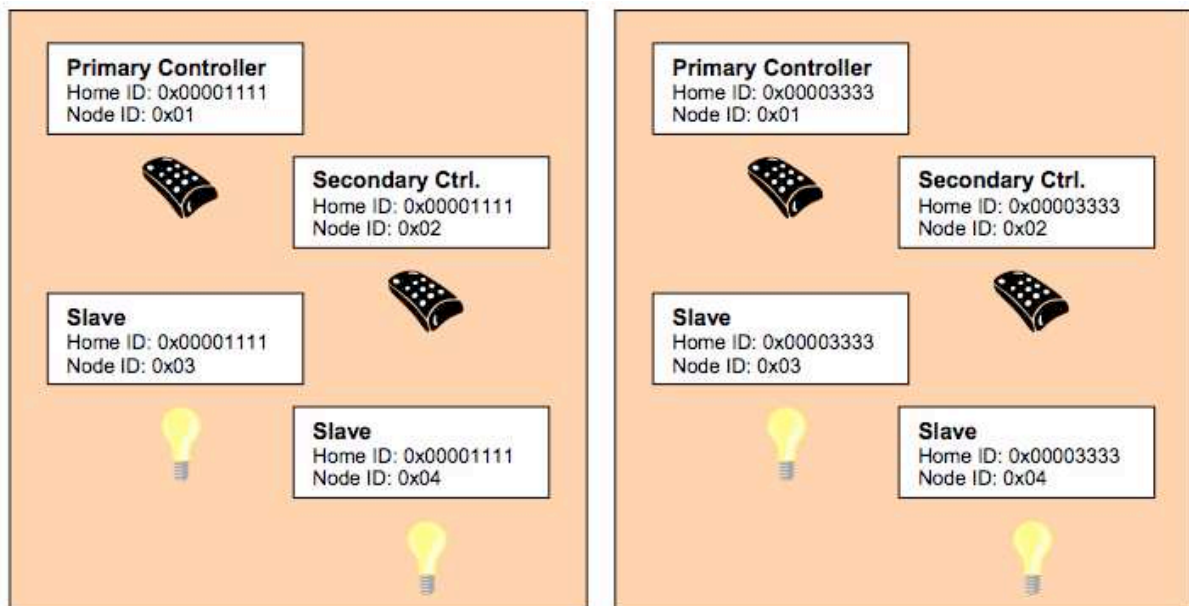 Primary Controller
Home ID: 0x00001111
Node ID: 0x01
Secondary Ctrl.
Home ID: 0x00001111
Node ID: 0x02
Slave
Home ID: 0x00001111
Node ID: 0x03
Slave
Home ID: 0x00001111
Node ID: 0x04
Primary Controller
Home ID: 0x00003333
Node ID: 0x01
Secondary Ctrl.
Home ID: 0x00003333
Node ID: 0x02
Slave
Home ID: 0x00003333
Node ID: 0x03
Slave
Home ID: 0x00003333
Node ID: 0x04